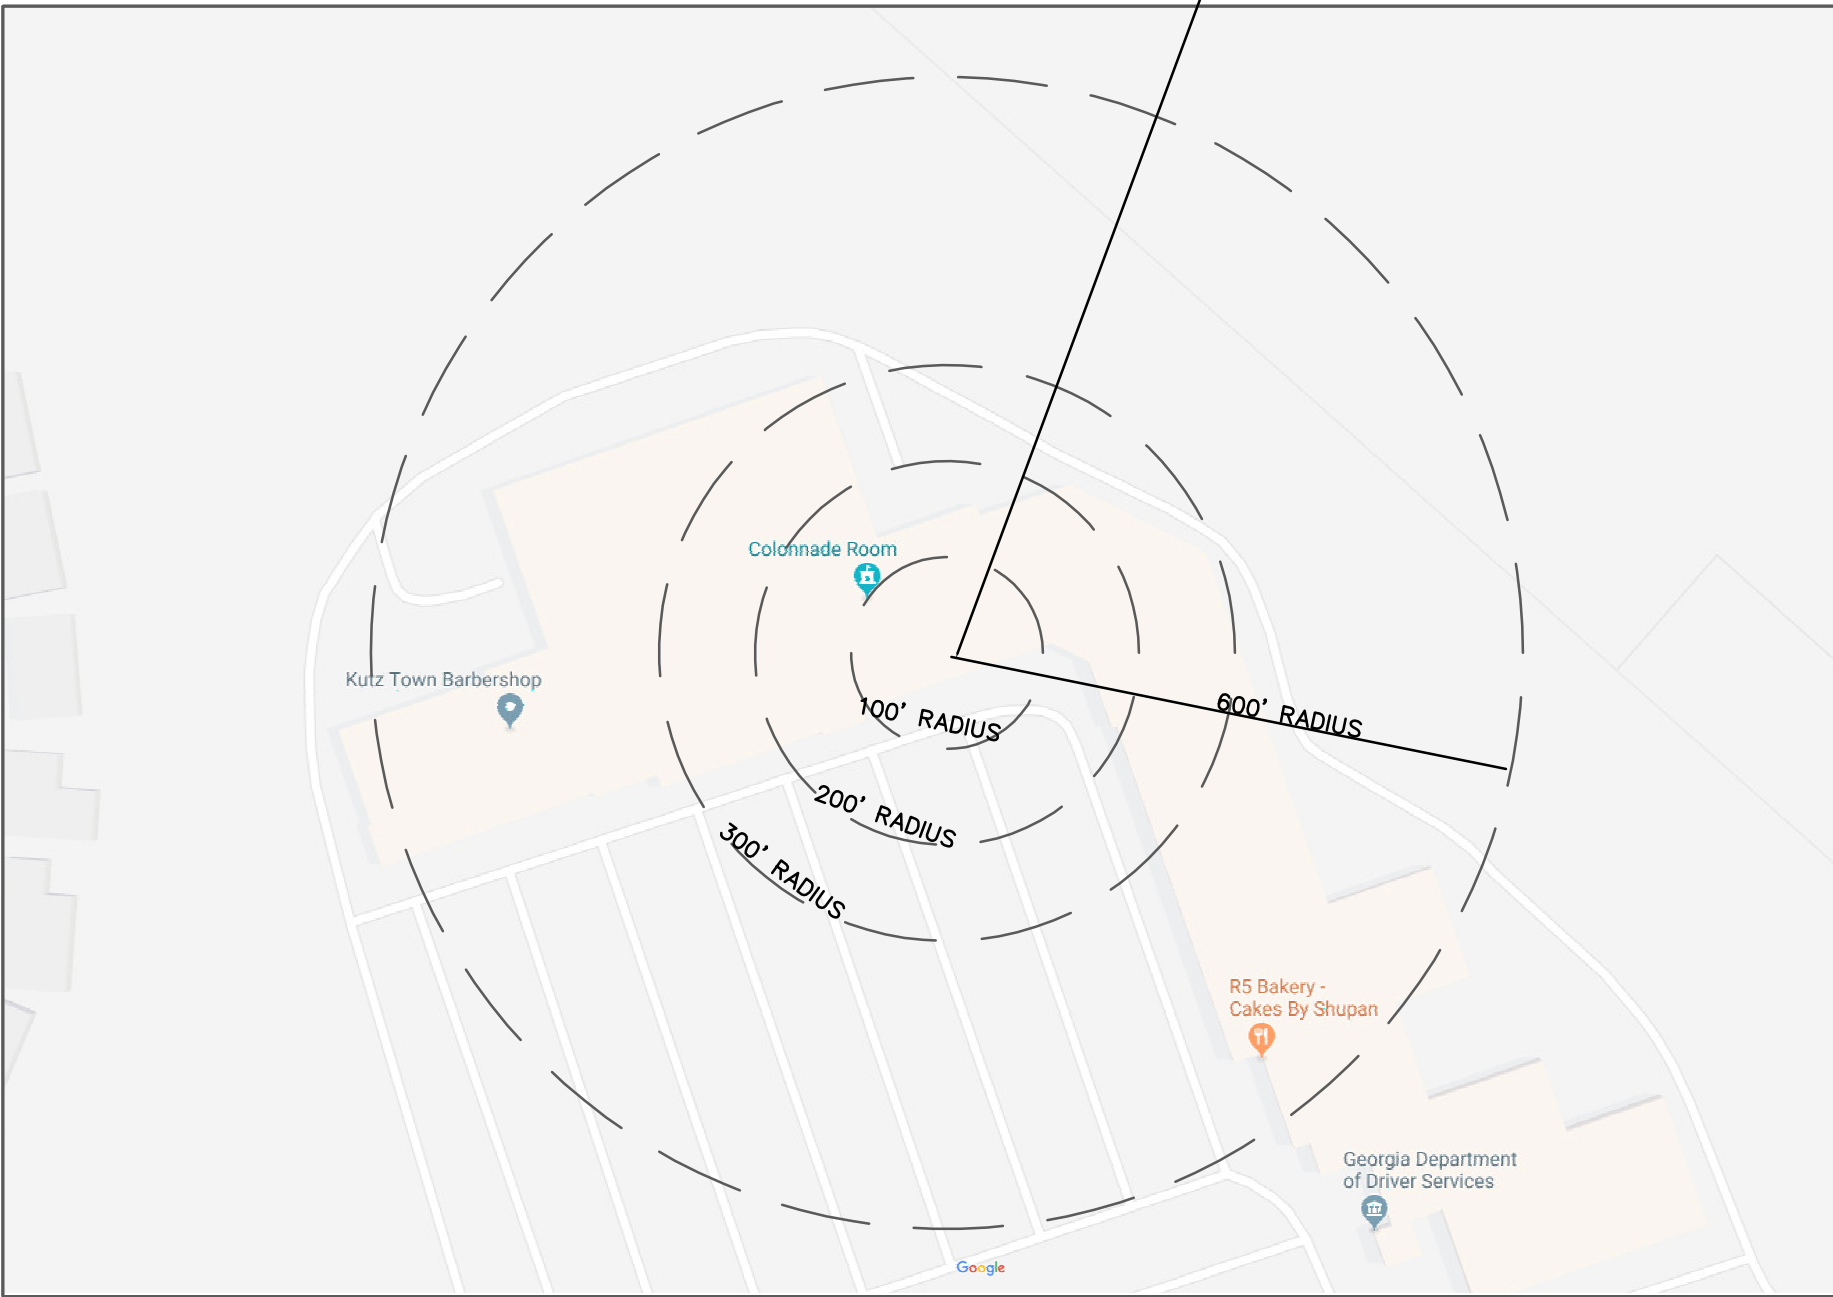 Colonnade Room
Kutz Town Barbershop
100' RADIUS
600' RADIUS
200' RADIUS
300' RADIUS
R5 Bakery -
Cakes By Shupan
Georgia Department
of Driver Services
Google